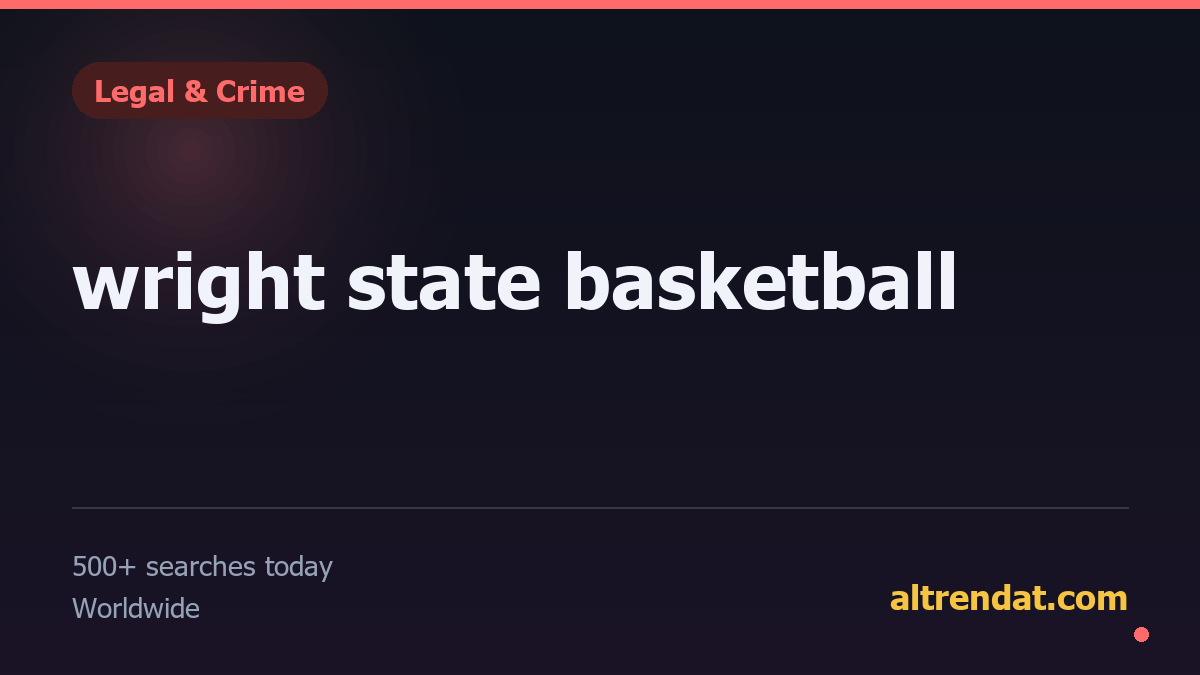 Legal & Crime
wright state basketball
500+ searches today
Worldwide
altrendat.com